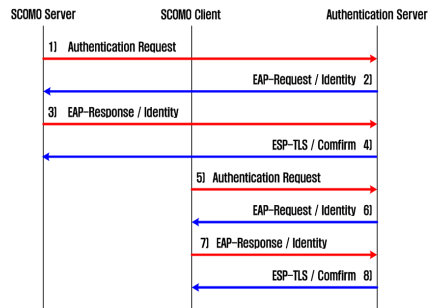 SCOMO Server SCOMO Client Authentication Server
1) Authentication Request
EAP-Request / Identity 2)
3) EAP-Response / Identity
ESP-TLS / Comfirm 4)
5) Authentication Request
EAP-Request / Identity 6)
7) EAP-Response / Identity
ESP-TLS / Comfirm 8)